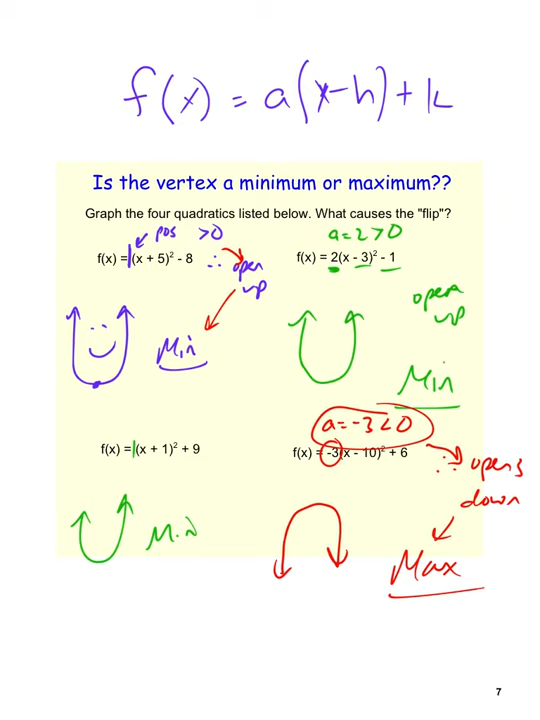 f(x) = a(x-h) + k
Is the vertex a minimum or maximum??
Graph the four quadratics listed below. What causes the "flip"?
pos >0
f(x) = 1(x + 5)² - 8
∴ open
up
Min
a = 2 > 0
f(x) = 2(x - 3)² - 1
open
up
Min
f(x) = 1(x + 1)² + 9
Min
a = -3 < 0
f(x) = -3(x - 10)² + 6
∴ opens
down
Max
7